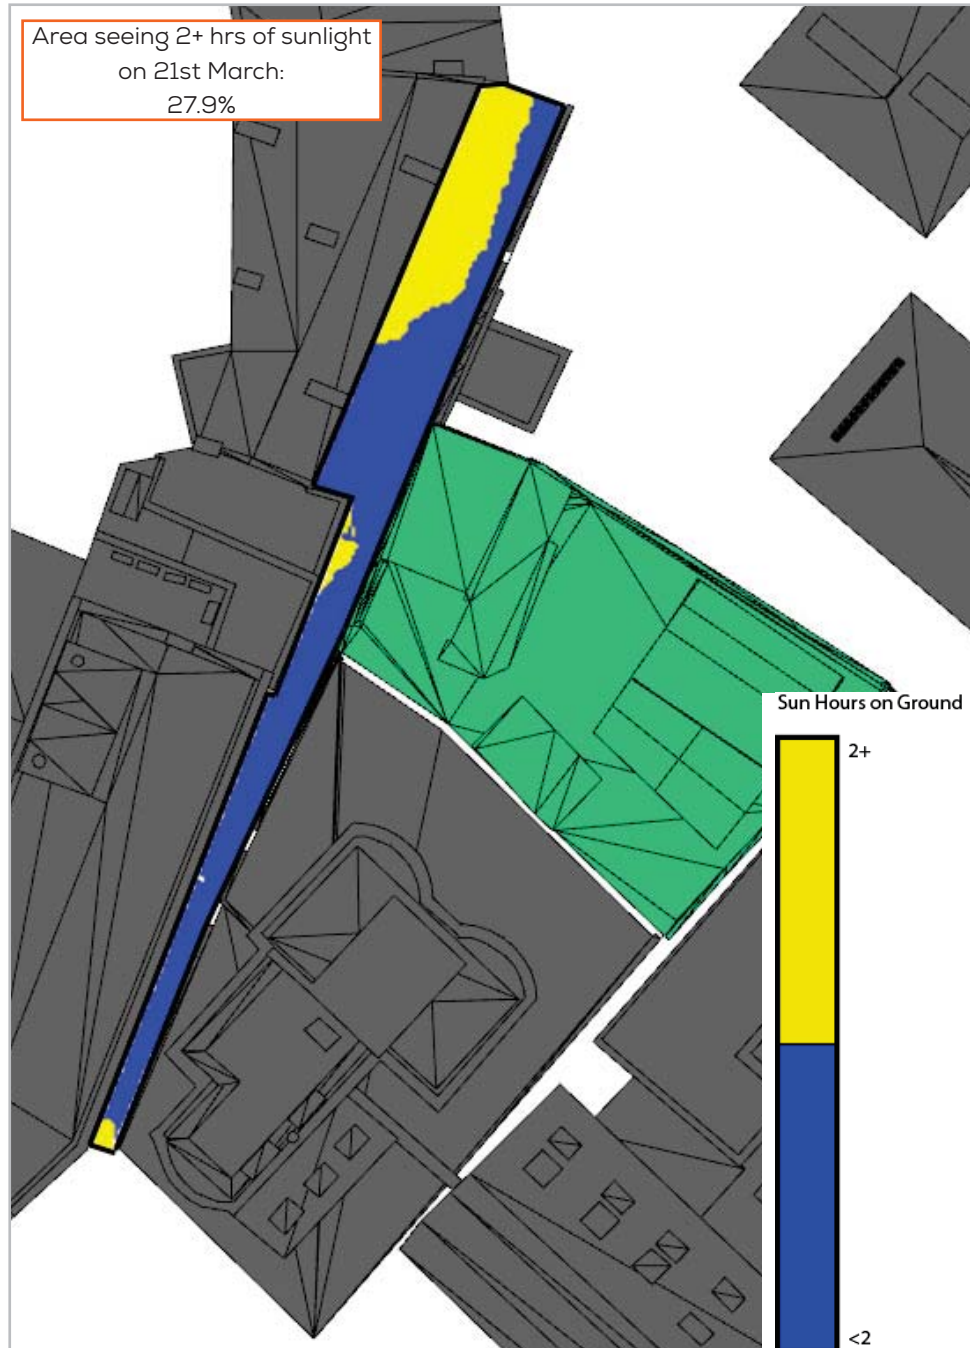 Area seeing 2+ hrs of sunlight
on 21st March:
27.9%
Sun Hours on Ground
2+
<2